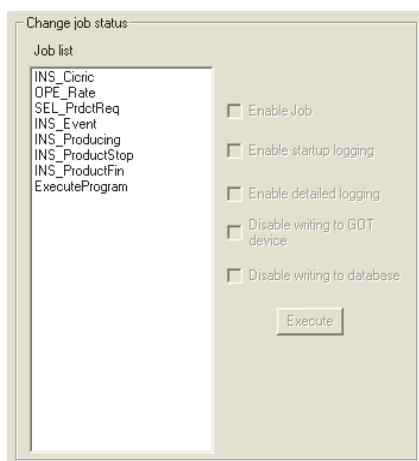 Change job status
Job list
INS_Cicric
OPE_Rate
SEL_PrdctReq
INS_Event
INS_Producing
INS_ProductStop
INS_ProductFin
ExecuteProgram
Enable Job
Enable startup logging
Enable detailed logging
Disable writing to GOT
device
Disable writing to database
Execute